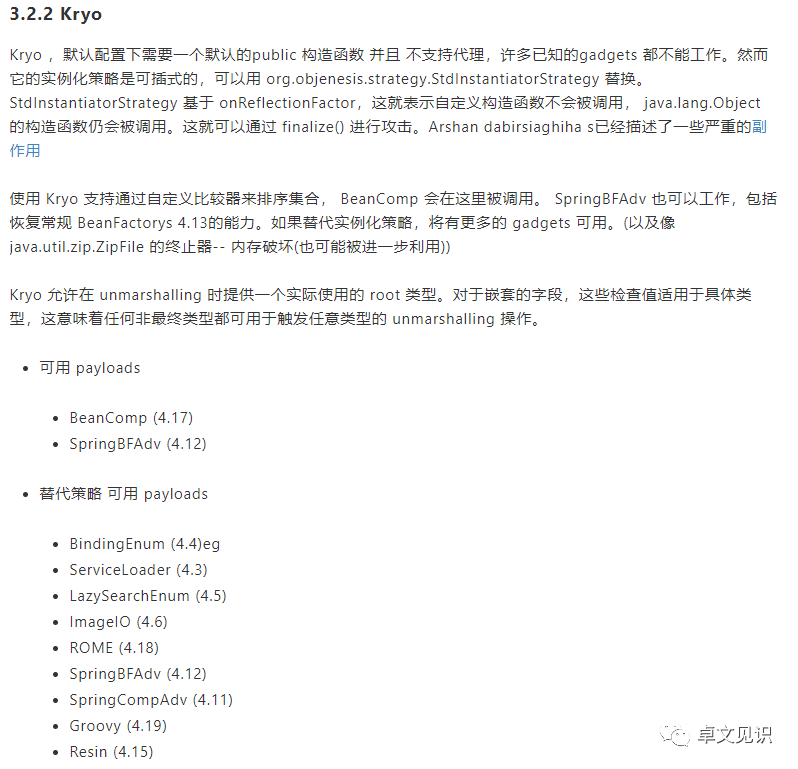 3.2.2 Kryo
Kryo ，默认配置下需要一个默认的public 构造函数 并且 不支持代理，许多已知的gadgets 都不能工作。然而
它的实例化策略是可插式的，可以用 org.objenesis.strategy.StdInstantiatorStrategy 替换。
StdInstantiatorStrategy 基于 onReflectionFactor，这就表示自定义构造函数不会被调用， java.lang.Object
的构造函数仍会被调用。这就可以通过 finalize() 进行攻击。Arshan dabirsiaghiha s已经描述了一些严重的副
作用
使用 Kryo 支持通过自定义比较器来排序集合， BeanComp 会在这里被调用。 SpringBFAdv 也可以工作，包括
恢复常规 BeanFactorys 4.13的能力。如果替代实例化策略，将有更多的 gadgets 可用。(以及像
java.util.zip.ZipFile 的终止器-- 内存破坏(也可能被进一步利用))
Kryo 允许在 unmarshalling 时提供一个实际使用的 root 类型。对于嵌套的字段，这些检查值适用于具体类
型，这意味着任何非最终类型都可用于触发任意类型的 unmarshalling 操作。
• 可用 payloads
• BeanComp (4.17)
• SpringBFAdv (4.12)
• 替代策略 可用 payloads
• BindingEnum (4.4)eg
• ServiceLoader (4.3)
• LazySearchEnum (4.5)
• ImageIO (4.6)
• ROME (4.18)
• SpringBFAdv (4.12)
• SpringCompAdv (4.11)
• Groovy (4.19)
• Resin (4.15)
卓文见识